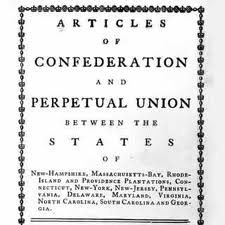 ARTICLES
OF
CONFEDERATION
AND
PERPETUAL UNION
BETWEEN THE
STATES
OF
NEW-HAMPSHIRE, MASSACHUSETTS-BAY, RHODE-
ISLAND AND PROVIDENCE PLANTATIONS, CON-
NECTICUT, NEW-YORK, NEW-JERSEY, PENNSYL-
VANIA, DELAWARE, MARYLAND, VIRGINIA,
NORTH CAROLINA, SOUTH CAROLINA AND GEOR-
GIA.